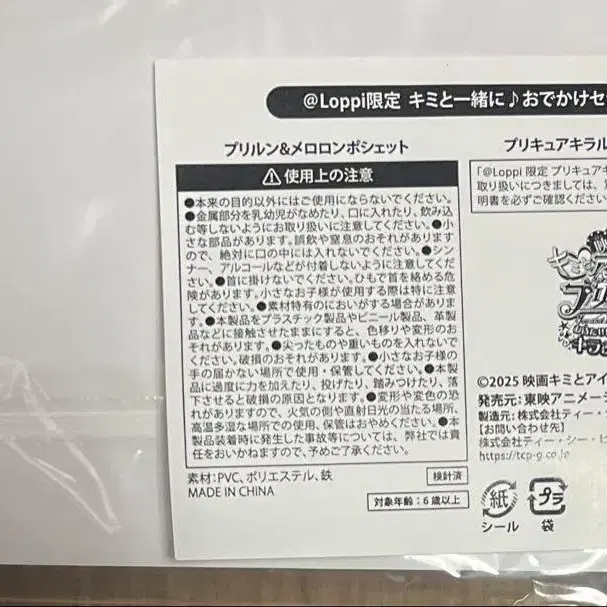 @Loppi限定 キミと一緒に♪おでかけセ
プリルン&メロロンポシェット
⚠使用上の注意
●本来の目的以外にはご使用にならないでください。
●金属部分を乳幼児がなめたり、口に入れたり、飲み込
む等しないようにお取り扱いに注意してください。●小
さな部品があります。誤飲や窒息のおそれがあります
ので、絶対に口の中には入れないでください。●シン
ナー、アルコールなどが付着しないように注意してくだ
さい。●首に掛けないでください。ひもで首を絡める危
険があります。小さなお子様が使用する際は特に注意
してください。●素材特有のにおいがする場合がありま
す。●本製品をプラスチック製品やビニール製品、革製
品などに接触させたままにすると、色移りや変形のおそ
れがあります。●尖ったものや重いものを入れないで
ください。破損のおそれがあります。●小さなお子様の
手の届かない場所で使用・保管してください。●本製
品に過度に力を加えたり、投げたり、踏みつけたり、落
下させると破損の原因となります。●変形や変色の恐
れがありますので、火気の側や直射日光の当たる場所、
高温多湿な場所での使用、保管はおやめください。●本
製品装着時に発生した事故等については、弊社では責
任をおいかねますので、予めご了承ください。
素材:PVC、ポリエステル、鉄
MADE IN CHINA
検針済
対象年齢:6歳以上
プリキュアキラ
「@Loppi 限定 プリキュアキ
取り扱いにつきましては、
明書を必ずご確認ください
©2025 映画キミとアイ
発売元:東映アニメー
製造元:株式会社ティー・
【お問い合わせ先】
株式会社ティー・シー・
https://tcp-g.co.jp
紙
シール
プラ
袋